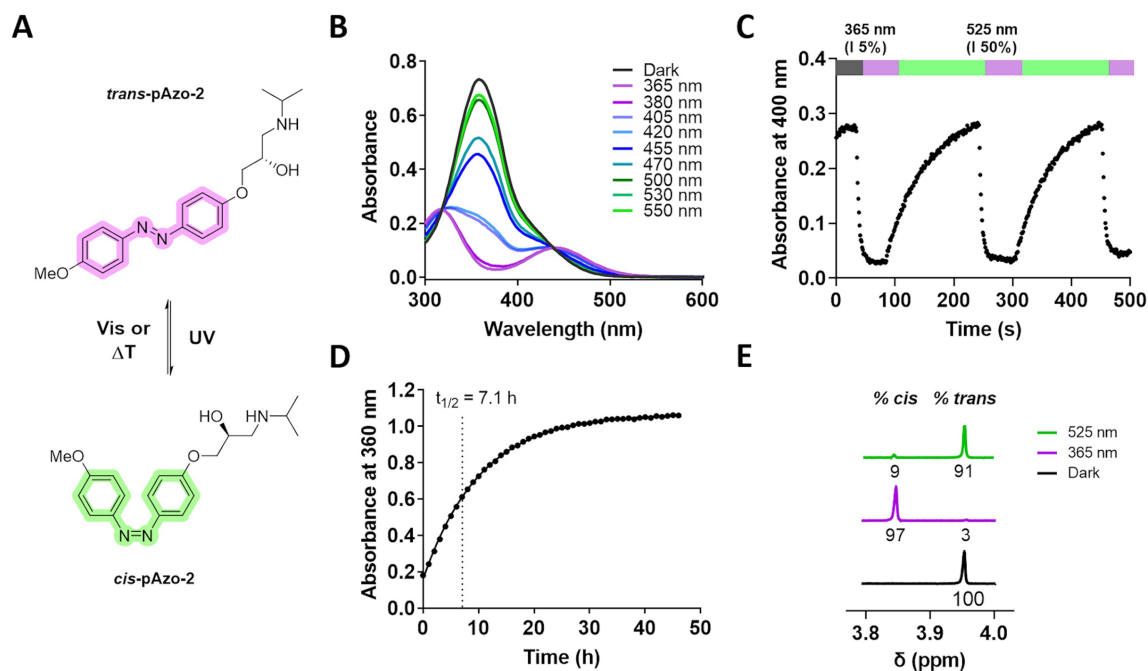 A
trans-pAzo-2
NH
OH
O
N
N
MeO
Vis or
ΔT
UV
HO
NH
MeO
O
N=N
cis-pAzo-2
B
Absorbance
0.8
0.6
0.4
0.2
0.0
300
400
500
600
Wavelength (nm)
Dark
365 nm
380 nm
405 nm
420 nm
455 nm
470 nm
500 nm
530 nm
550 nm
C
365 nm
(I 5%)
525 nm
(I 50%)
Absorbance at 400 nm
0.4
0.3
0.2
0.1
0.0
0
100
200
300
400
500
Time (s)
D
t1/2 = 7.1 h
Absorbance at 360 nm
1.2
1.0
0.8
0.6
0.4
0.2
0.0
0
10
20
30
40
50
Time (h)
E
% cis % trans
9 91
97 3
100
525 nm
365 nm
Dark
3.8
3.9
4.0
δ (ppm)